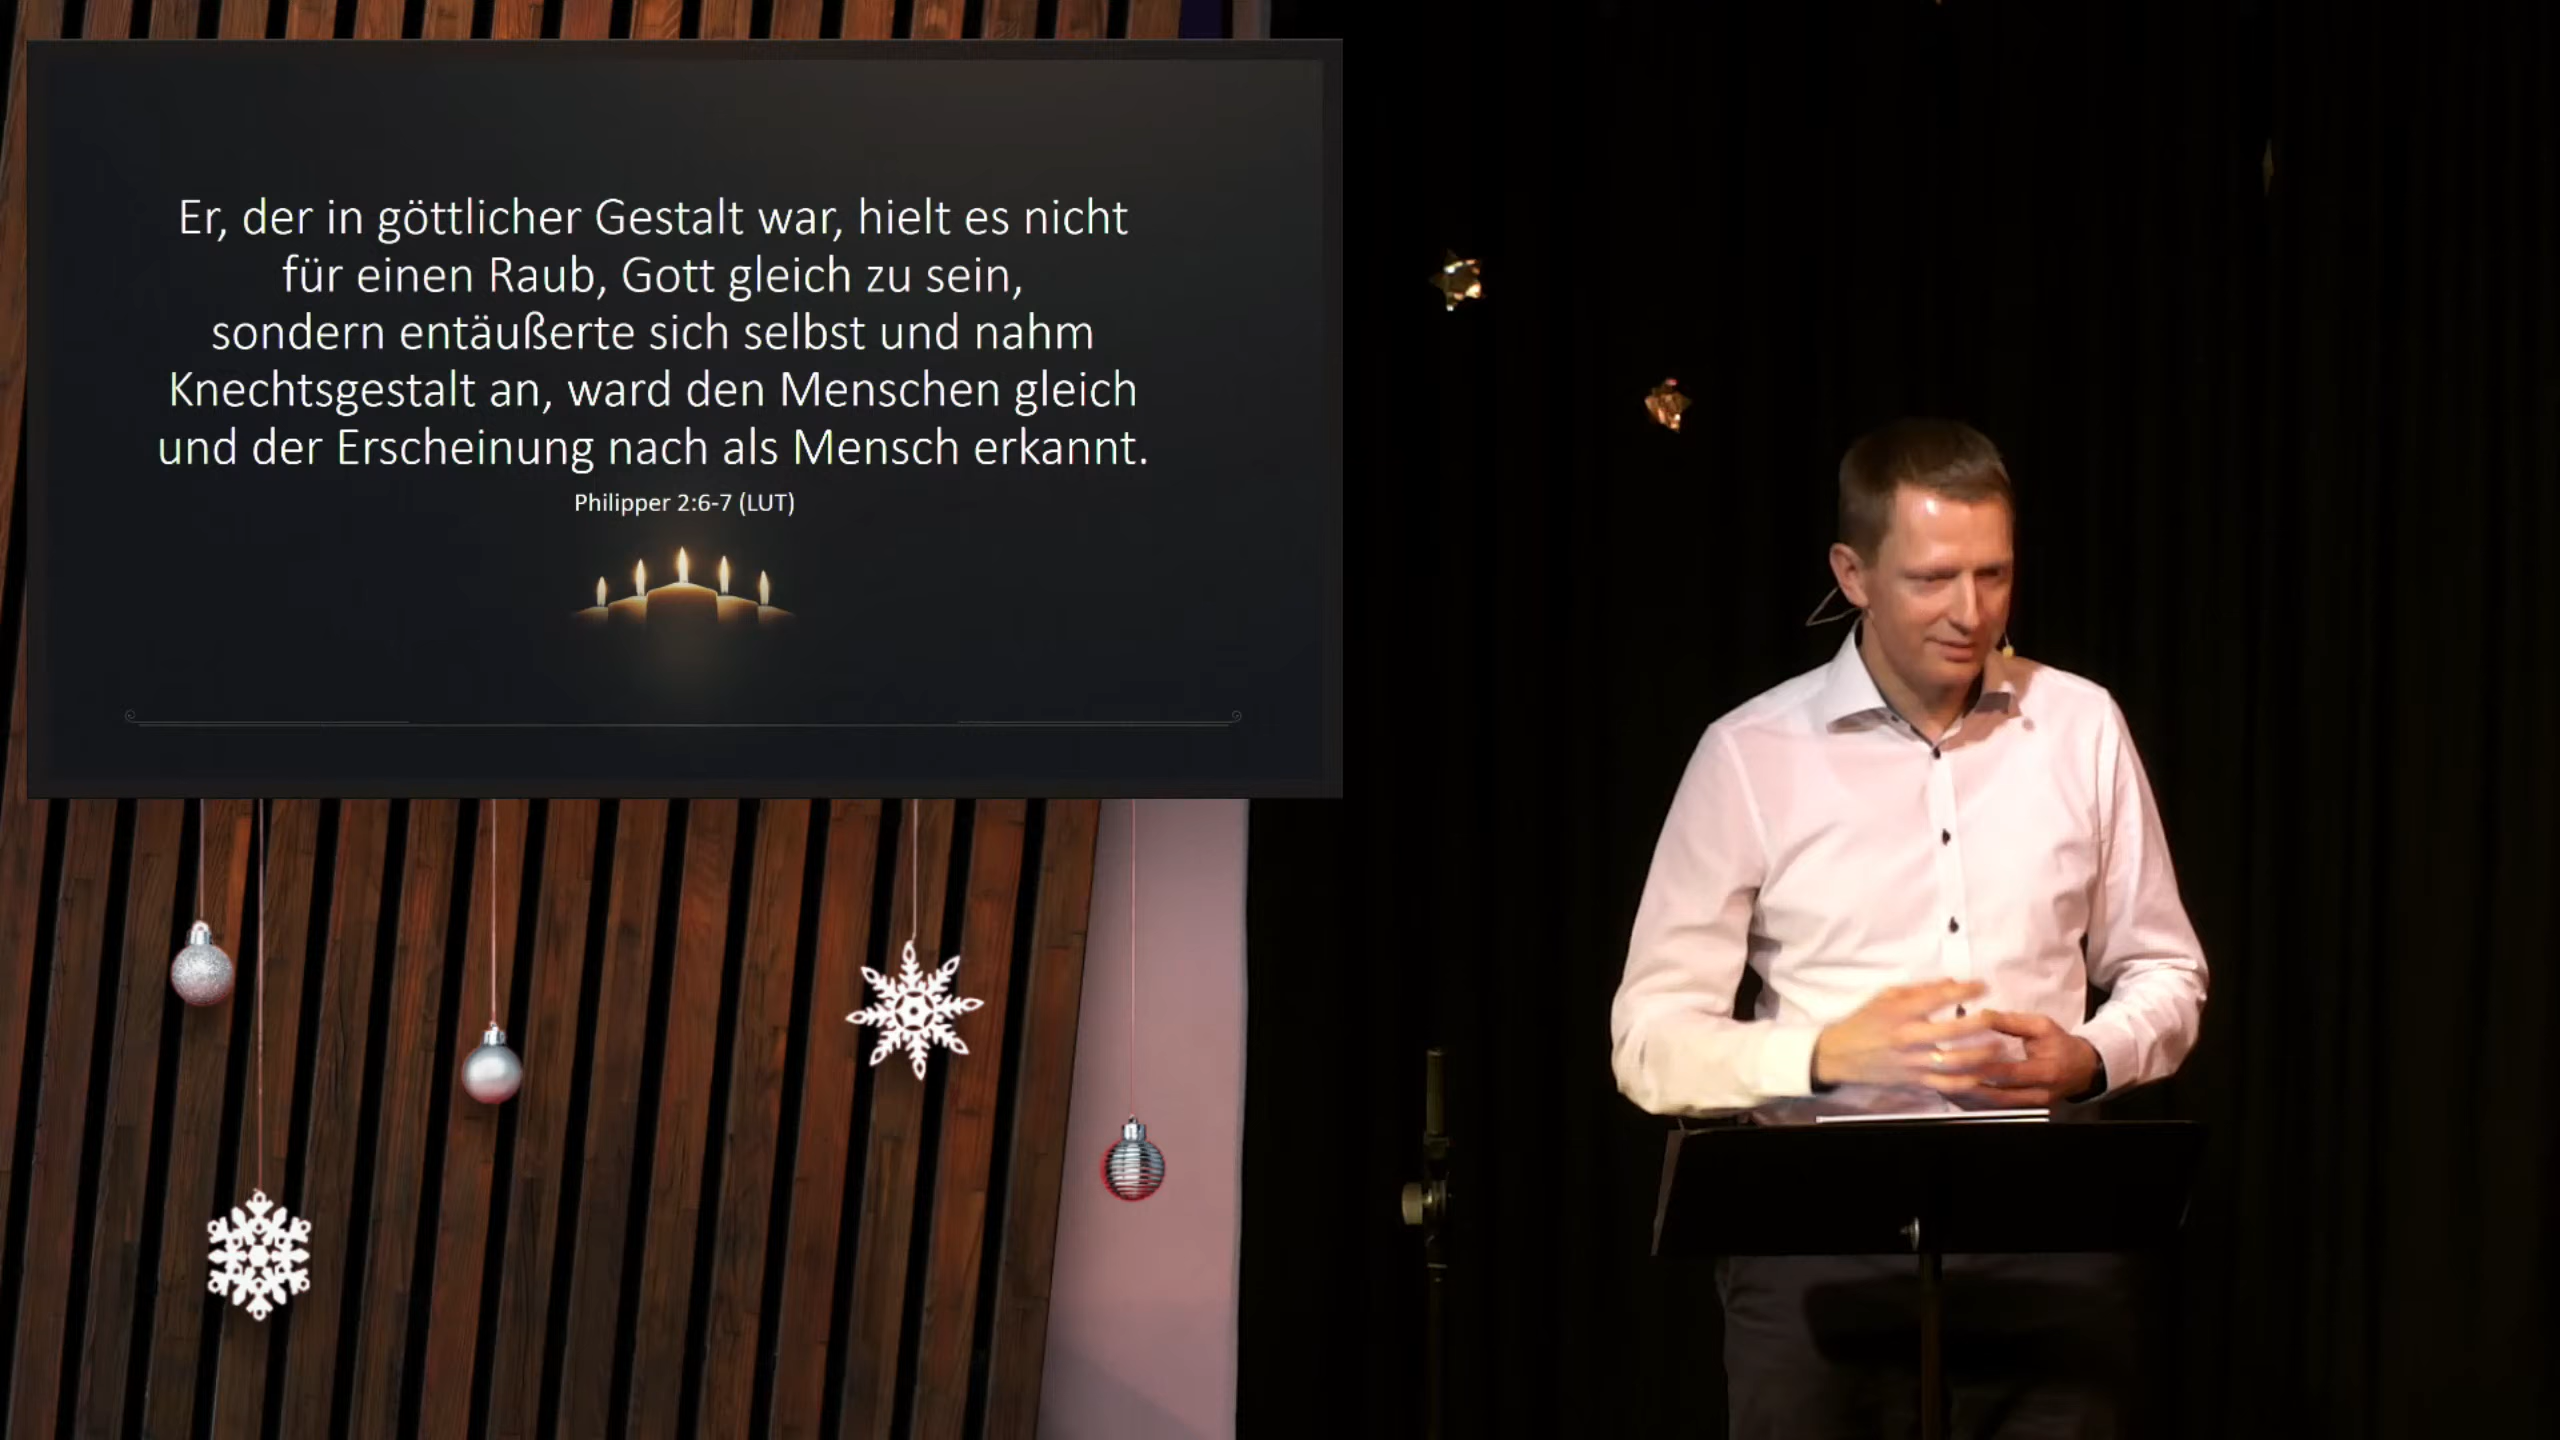 Er, der in göttlicher Gestalt war, hielt es nicht
für einen Raub, Gott gleich zu sein,
sondern entäußerte sich selbst und nahm
Knechtsgestalt an, ward den Menschen gleich
und der Erscheinung nach als Mensch erkannt.
Philipper 2:6-7 (LUT)